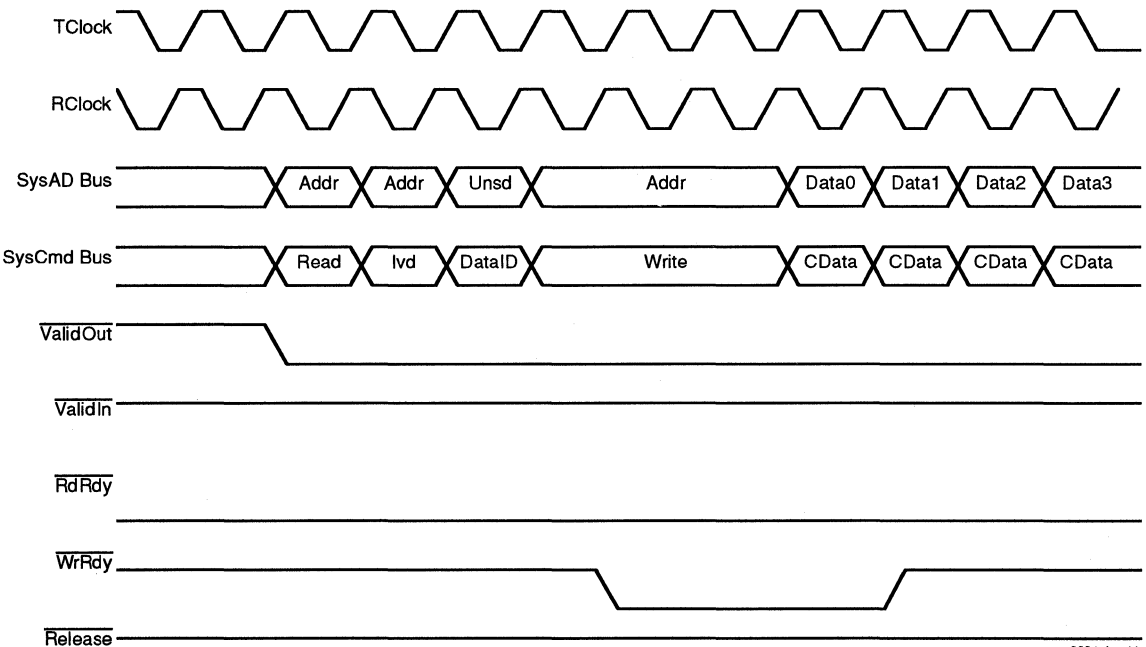 TClock
RClock
SysAD Bus Addr Addr Unsd Addr Data0 Data1 Data2 Data3
SysCmd Bus Read Ivd DataID Write CData CData CData CData
ValidOut
ValidIn
RdRdy
WrRdy
Release